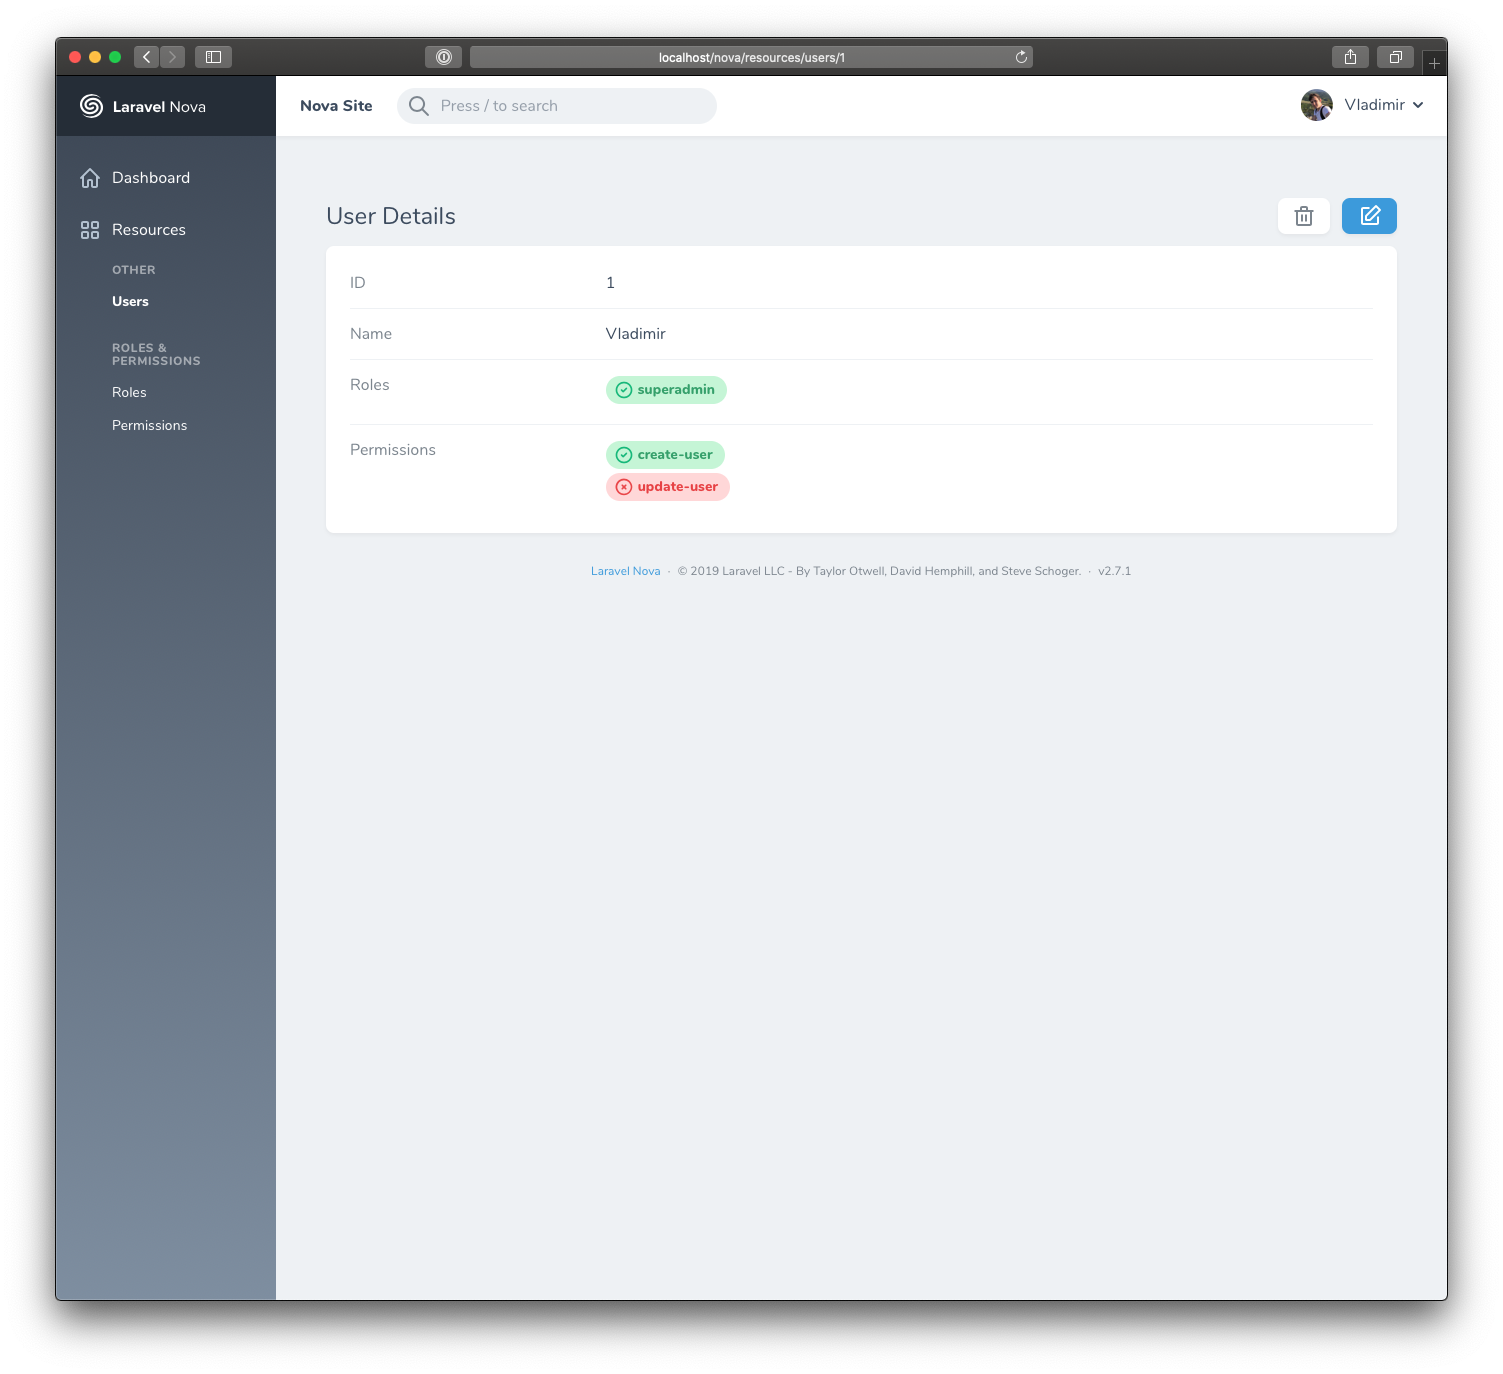 localhost/nova/resources/users/1
Laravel Nova
Nova Site
Press / to search
Vladimir
Dashboard
Resources
OTHER
Users
ROLES &
PERMISSIONS
Roles
Permissions
User Details
ID 1
Name Vladimir
Roles superadmin
Permissions create-user
update-user
Laravel Nova · © 2019 Laravel LLC - By Taylor Otwell, David Hemphill, and Steve Schoger. · v2.7.1